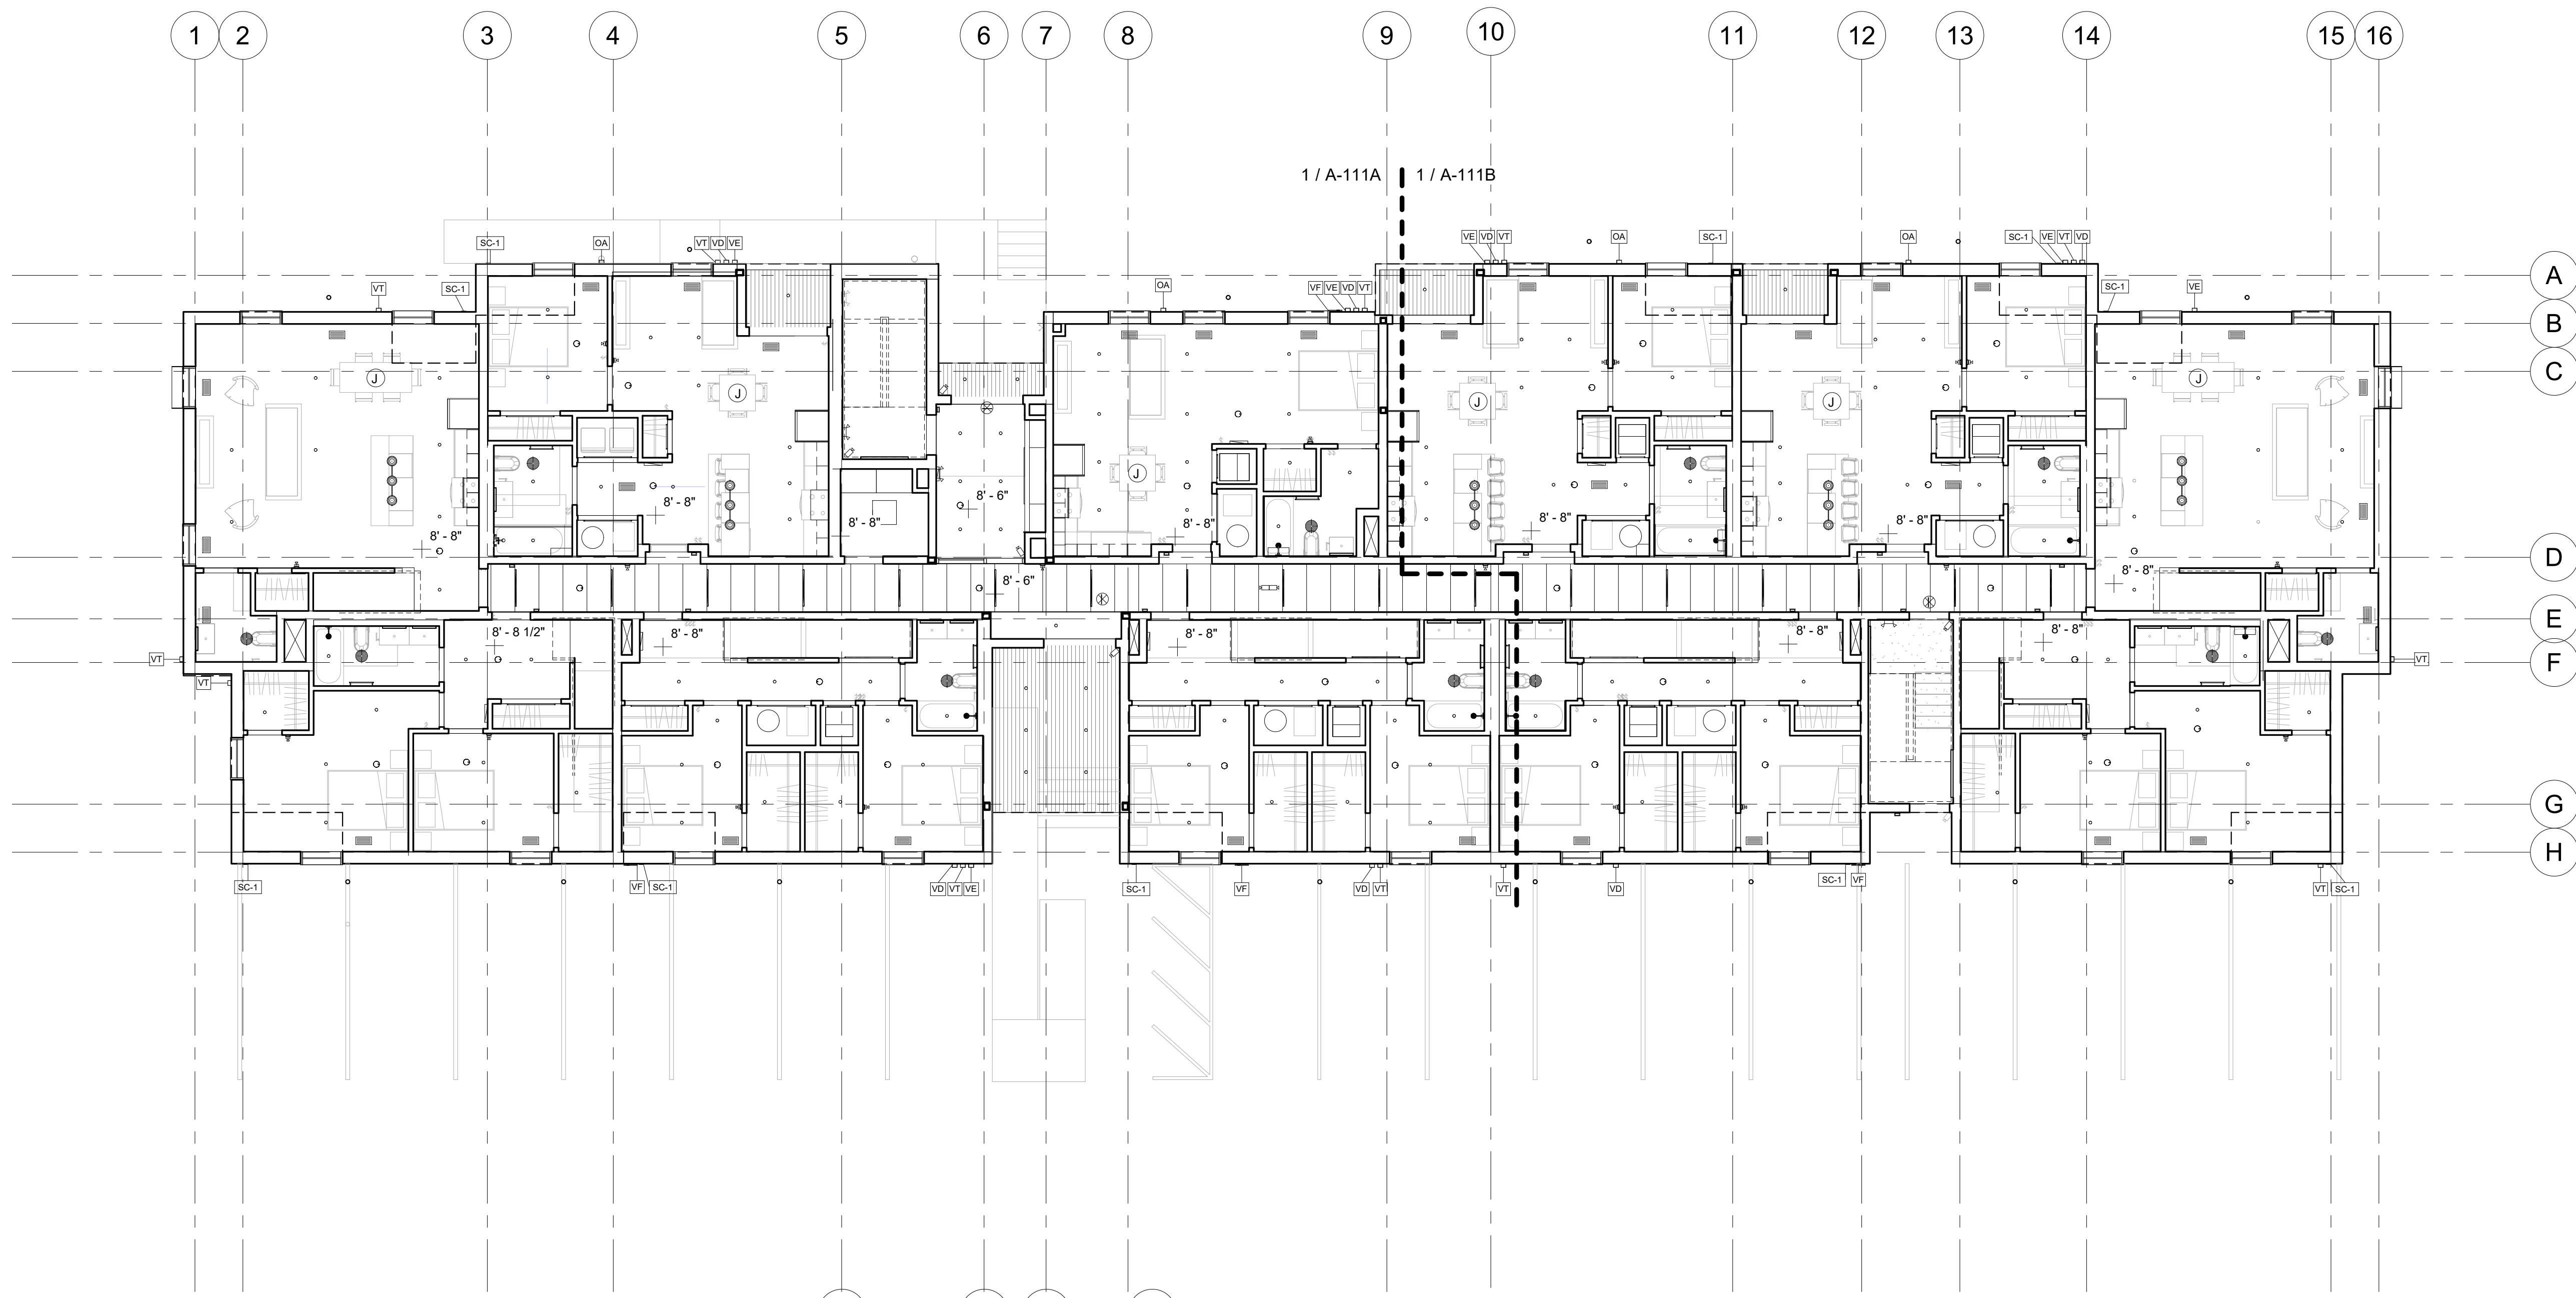 1 2 3 4 5 6 7 8 9 10 11 12 13 14 15 16
1 / A-111A 1 / A-111B
SC-1 OA VT VD VE VE VD VT OA SC-1 OA SC-1 VE VT VD
A
VT SC-1 OA VF VE VD VT SC-1 VE
B
C
J J J J J J
8' - 8" 8' - 8" 8' - 8" 8' - 6" 8' - 8" 8' - 8" 8' - 8"
D
8' - 6" 8' - 8"
E
8' - 8 1/2" 8' - 8" 8' - 8" 8' - 8" 8' - 8"
VT VT
F
VT
G
H
SC-1 VF SC-1 VD VT VE SC-1 VF VD VT VT VD SC-1 VF VT SC-1